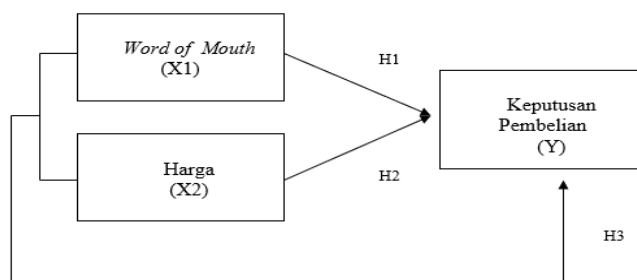 Word of Mouth
(X1)
H1
Keputusan
Pembelian
(Y)
Harga
(X2)
H2
H3